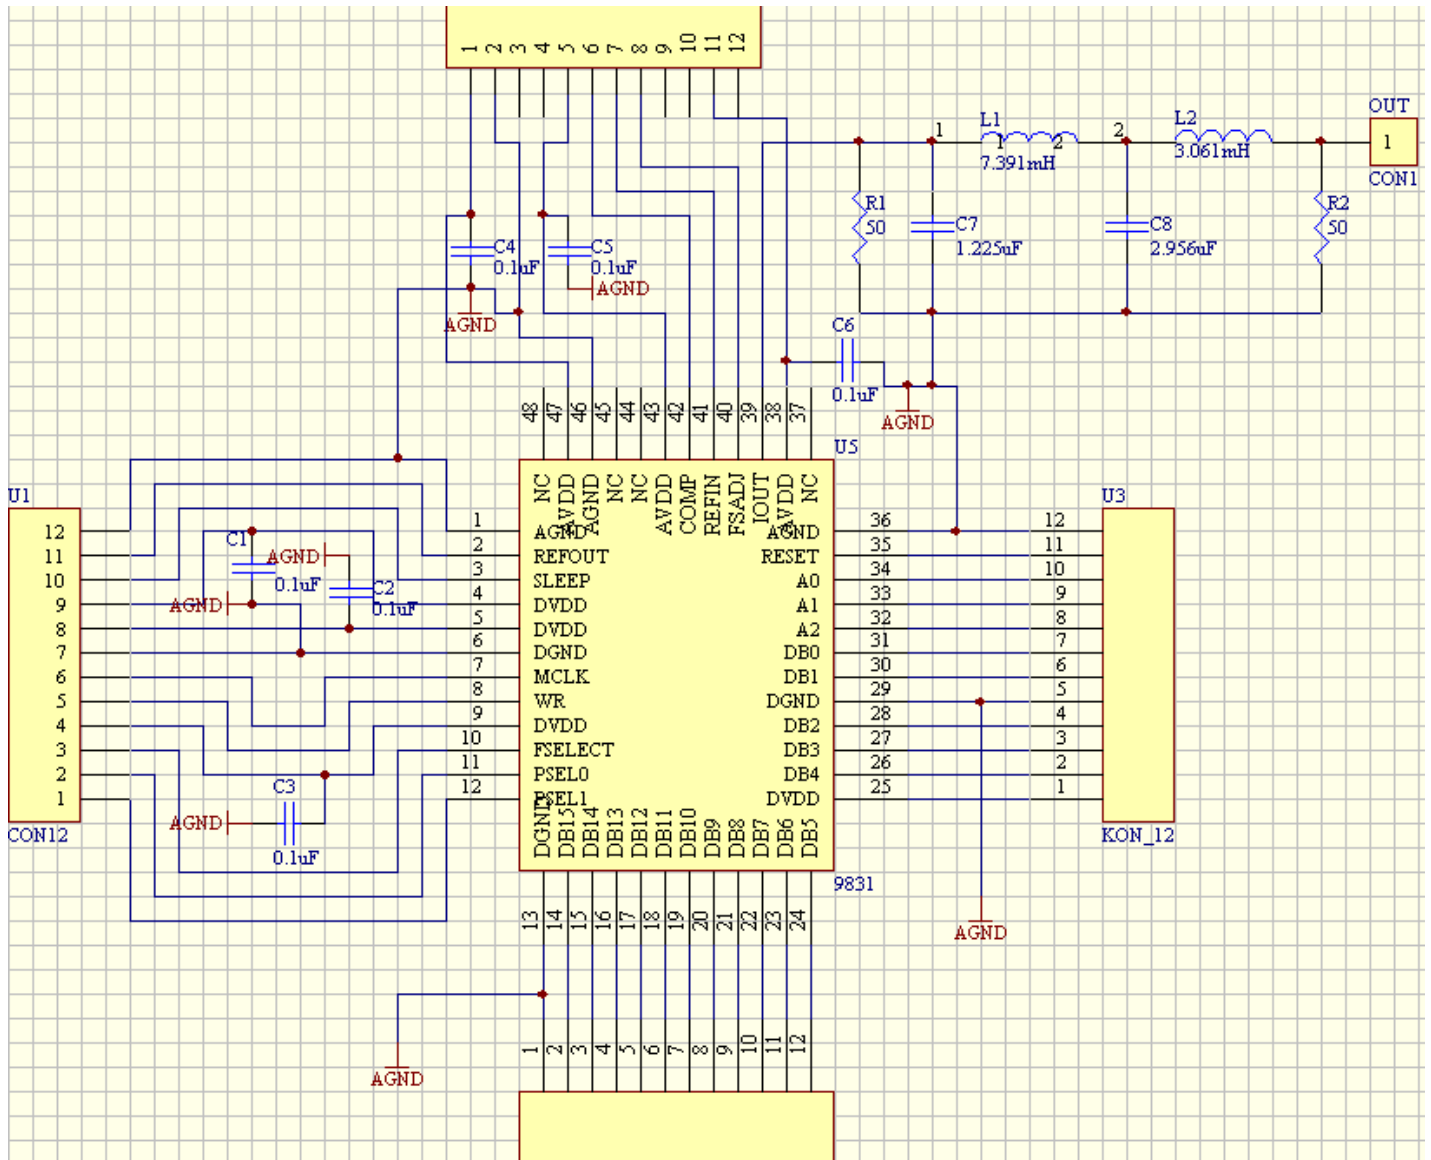 1 2 3 4 5 6 7 8 9 10 11 12
OUT
1
CON1
1
L1
1
2
7.391mH
2
L2
3.061mH
R1
50
C7
1.225uF
C8
2.956uF
R2
50
C4
0.1uF
C5
0.1uF
AGND
AGND
C6
0.1uF
AGND
48 47 46 45 44 43 42 41 40 39 38 37
U5
NC AVDD AGND NC NC AVDD COMP REFIN FSADJ IOUT AVDD NC
U1
12
11
10
9
8
7
6
5
4
3
2
1
CON12
C1
0.1uF
AGND
C2
0.1uF
AGND
C3
AGND
0.1uF
1 AGND
2 REFOUT
3 SLEEP
4 DVDD
5 DVDD
6 DGND
7 MCLK
8 WR
9 DVDD
10 FSELECT
11 PSEL0
12 PSEL1
AGND 36
RESET 35
A0 34
A1 33
A2 32
DB0 31
DB1 30
DGND 29
DB2 28
DB3 27
DB4 26
DVDD 25
U3
12
11
10
9
8
7
6
5
4
3
2
1
KON_12
DGND DB15 DB14 DB13 DB12 DB11 DB10 DB9 DB8 DB7 DB6 DB5
9831
13 14 15 16 17 18 19 20 21 22 23 24
AGND
1 2 3 4 5 6 7 8 9 10 11 12
AGND